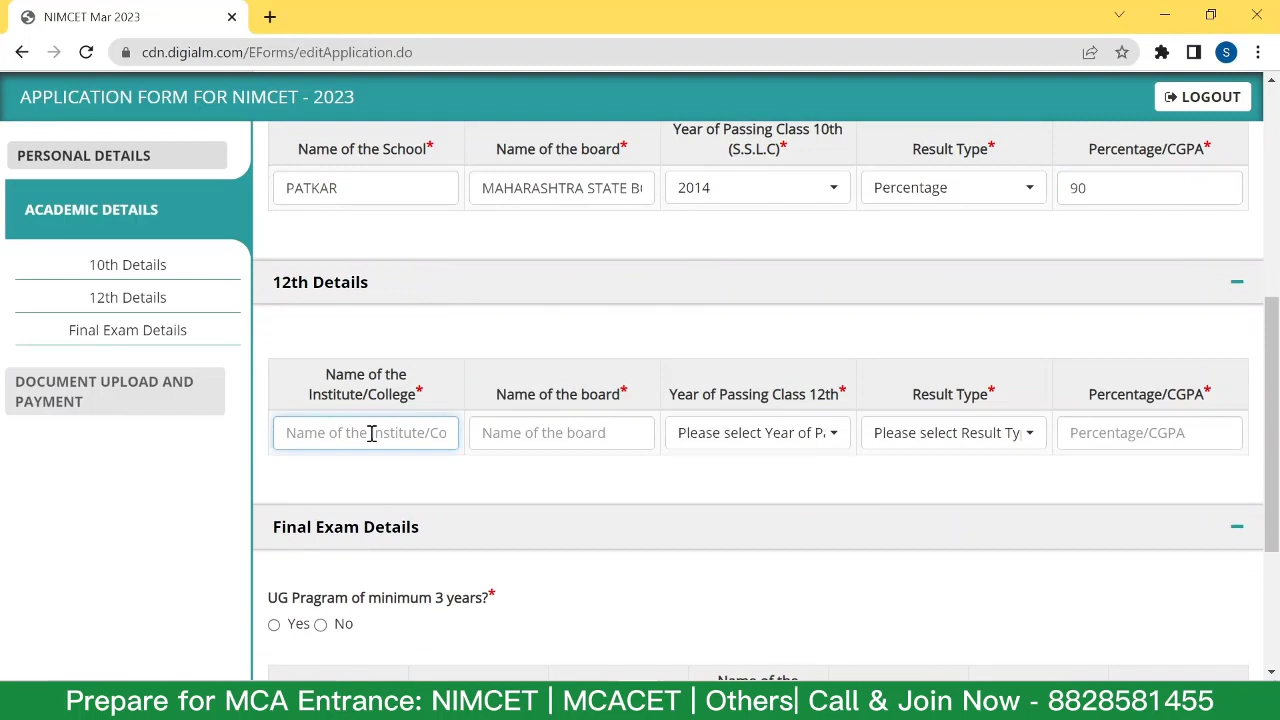 NIMCET Mar 2023
cdn.digialm.com/EForms/editApplication.do
S
APPLICATION FORM FOR NIMCET - 2023
LOGOUT
PERSONAL DETAILS
ACADEMIC DETAILS
10th Details
12th Details
Final Exam Details
DOCUMENT UPLOAD AND
PAYMENT
Name of the School*
Name of the board*
Year of Passing Class 10th
(S.S.L.C)*
Result Type*
Percentage/CGPA*
PATKAR
MAHARASHTRA STATE B
2014
Percentage
90
12th Details
Name of the
Institute/College*
Name of the board*
Year of Passing Class 12th*
Result Type*
Percentage/CGPA*
Name of the Institute/Co
Name of the board
Please select Year of P
Please select Result Ty
Percentage/CGPA
Final Exam Details
UG Pragram of minimum 3 years?*
Yes No
Name of the
Prepare for MCA Entrance: NIMCET | MCACET | Others| Call & Join Now - 8828581455